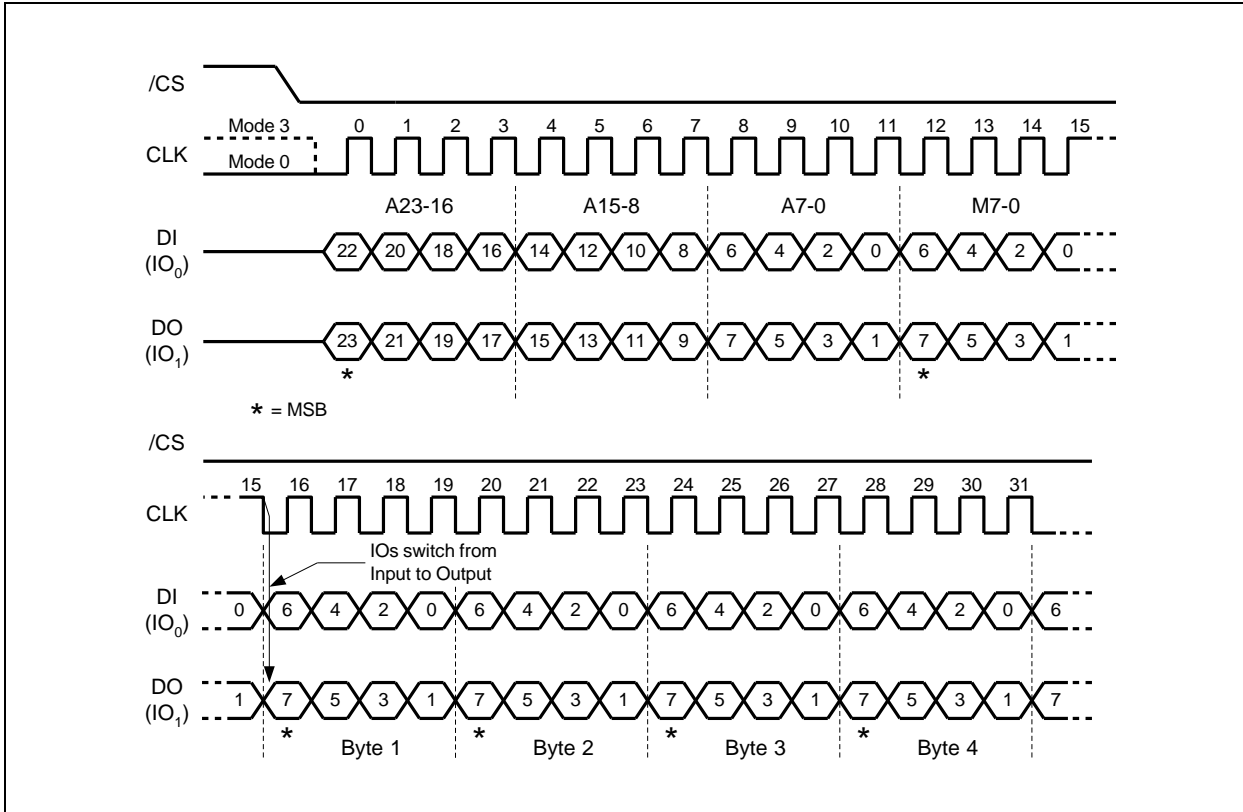 /CS
Mode 3
0 1 2 3 4 5 6 7 8 9 10 11 12 13 14 15
CLK
Mode 0
A23-16 A15-8 A7-0 M7-0
DI
(IO0)
22 20 18 16 14 12 10 8 6 4 2 0 6 4 2 0
DO
(IO1)
23 21 19 17 15 13 11 9 7 5 3 1 7 5 3 1
* *
* = MSB
/CS
15 16 17 18 19 20 21 22 23 24 25 26 27 28 29 30 31
CLK
IOs switch from
Input to Output
DI
(IO0)
0 6 4 2 0 6 4 2 0 6 4 2 0 6 4 2 0 6
DO
(IO1)
1 7 5 3 1 7 5 3 1 7 5 3 1 7 5 3 1 7
* * * *
Byte 1 Byte 2 Byte 3 Byte 4